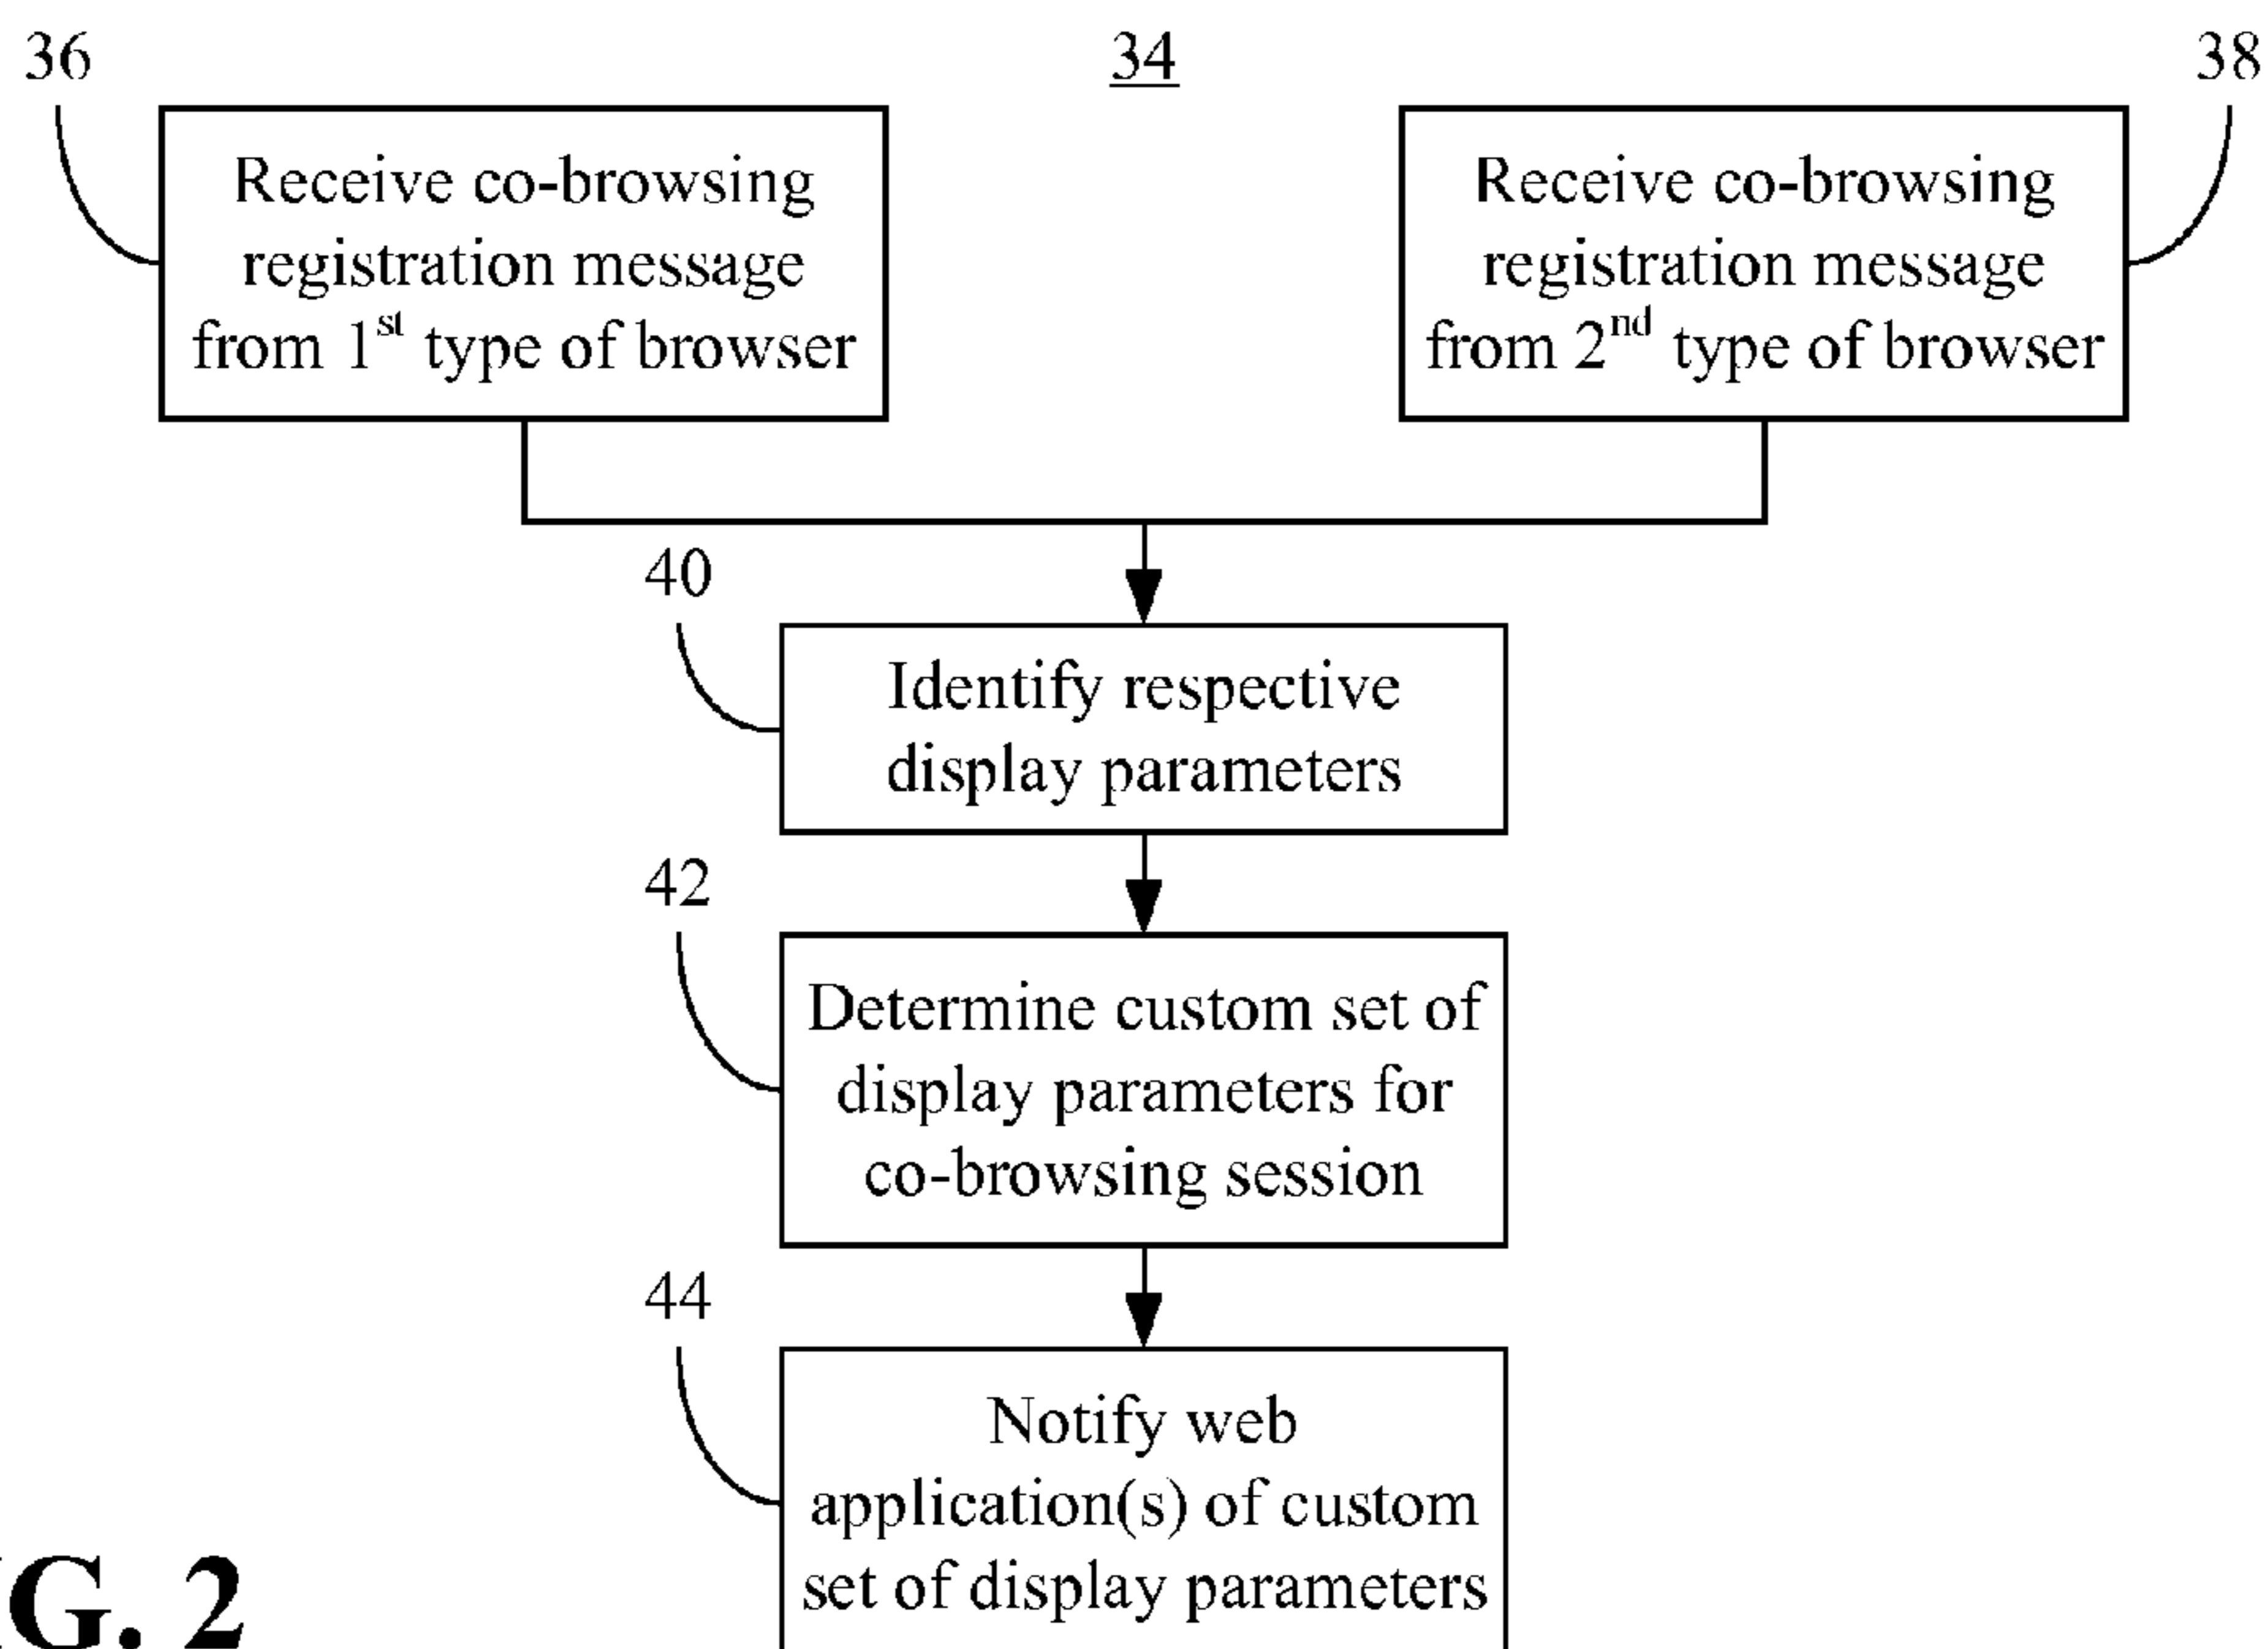 36
34
38
Receive co-browsing
registration message
from 1st type of browser
Receive co-browsing
registration message
from 2nd type of browser
40
Identify respective
display parameters
42
Determine custom set of
display parameters for
co-browsing session
44
Notify web
application(s) of custom
set of display parameters
G. 2